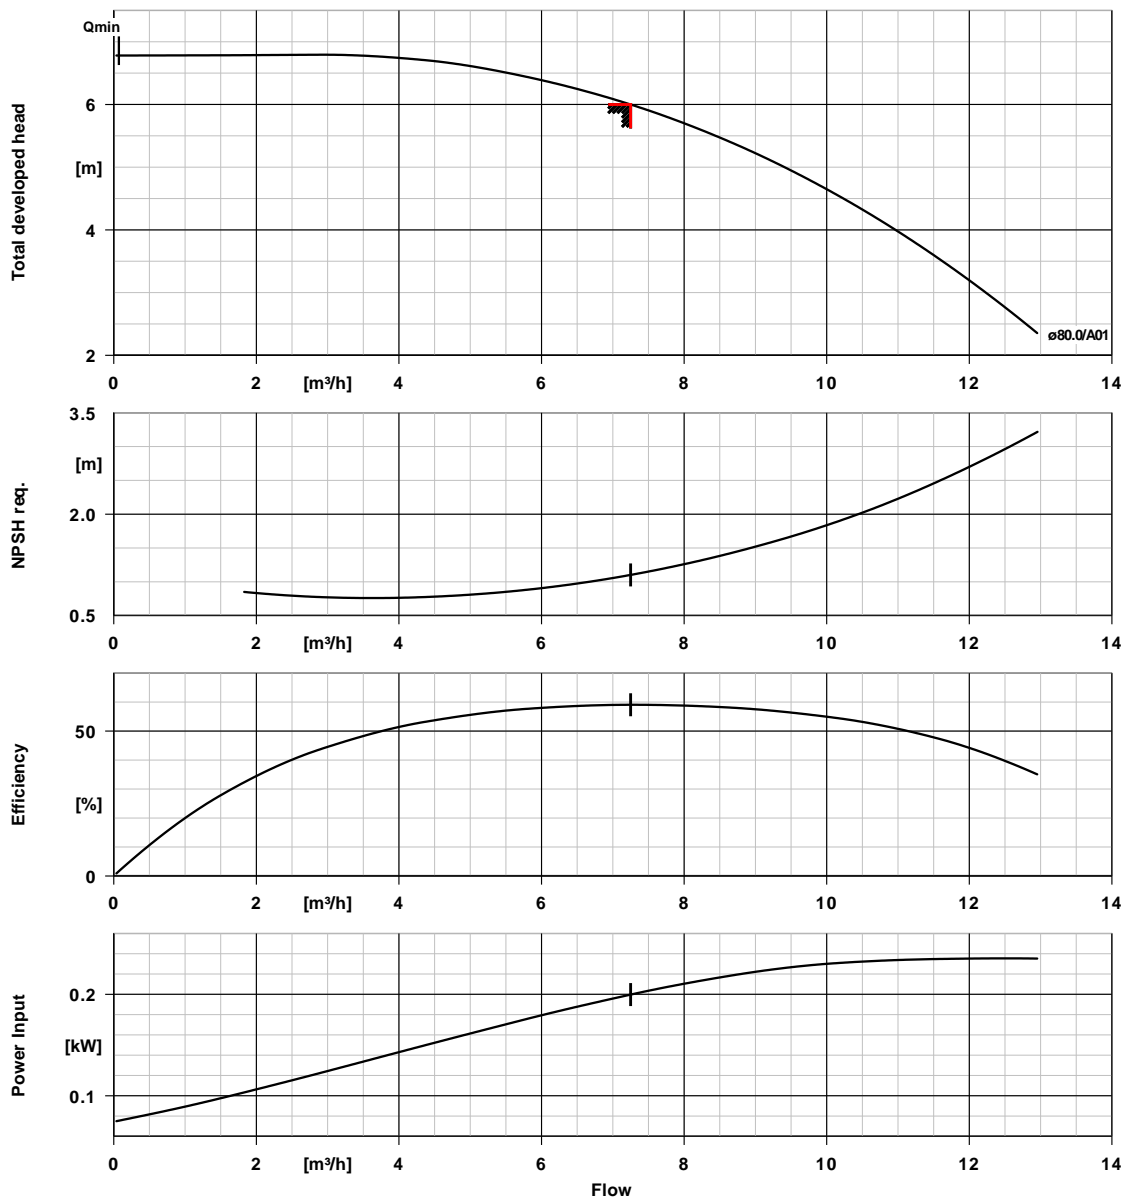 Qmin
Total developed head
6
[m]
4
2
ø80.0/A01
0 2 [m³/h] 4 6 8 10 12 14
NPSH req.
3.5
[m]
2.0
0.5
0 2 [m³/h] 4 6 8 10 12 14
Efficiency
50
[%]
0
0 2 [m³/h] 4 6 8 10 12 14
Power Input
0.2
[kW]
0.1
0 2 [m³/h] 4 6 8 10 12 14
Flow